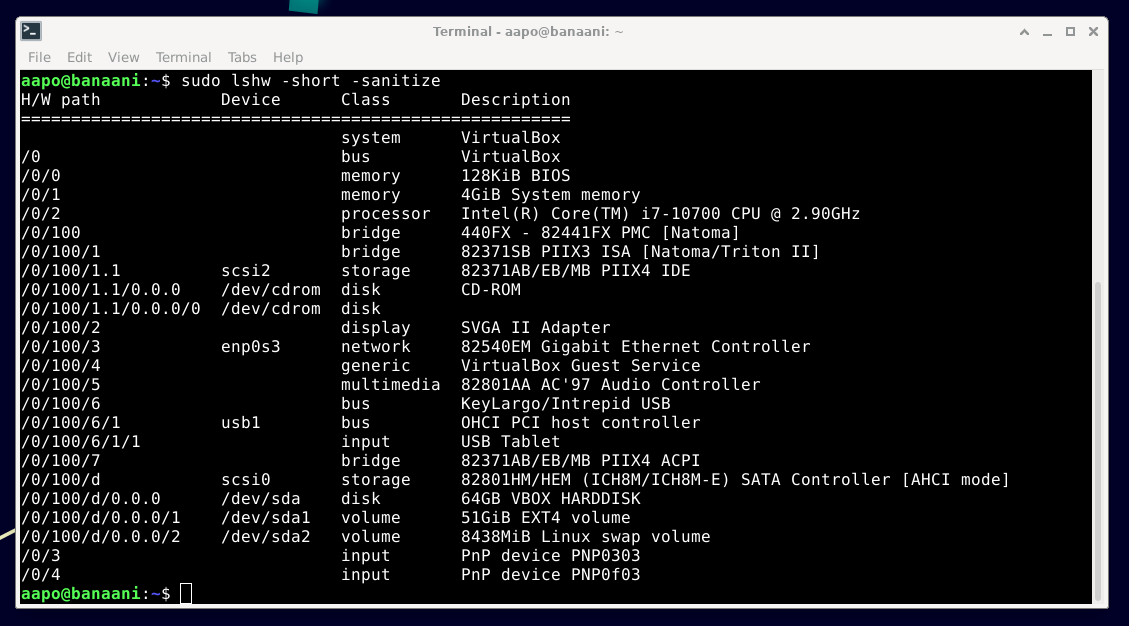 Terminal - aapo@banaani: ~
File Edit View Terminal Tabs Help
aapo@banaani:~$ sudo lshw -short -sanitize
H/W path            Device      Class       Description
=======================================================
                                system      VirtualBox
/0                              bus         VirtualBox
/0/0                            memory      128KiB BIOS
/0/1                            memory      4GiB System memory
/0/2                            processor   Intel(R) Core(TM) i7-10700 CPU @ 2.90GHz
/0/100                          bridge      440FX - 82441FX PMC [Natoma]
/0/100/1                        bridge      82371SB PIIX3 ISA [Natoma/Triton II]
/0/100/1.1          scsi2       storage     82371AB/EB/MB PIIX4 IDE
/0/100/1.1/0.0.0    /dev/cdrom  disk        CD-ROM
/0/100/1.1/0.0.0/0  /dev/cdrom  disk
/0/100/2                        display     SVGA II Adapter
/0/100/3            enp0s3      network     82540EM Gigabit Ethernet Controller
/0/100/4                        generic     VirtualBox Guest Service
/0/100/5                        multimedia  82801AA AC'97 Audio Controller
/0/100/6                        bus         KeyLargo/Intrepid USB
/0/100/6/1          usb1        bus         OHCI PCI host controller
/0/100/6/1/1                    input       USB Tablet
/0/100/7                        bridge      82371AB/EB/MB PIIX4 ACPI
/0/100/d            scsi0       storage     82801HM/HEM (ICH8M/ICH8M-E) SATA Controller [AHCI mode]
/0/100/d/0.0.0      /dev/sda    disk        64GB VBOX HARDDISK
/0/100/d/0.0.0/1    /dev/sda1   volume      51GiB EXT4 volume
/0/100/d/0.0.0/2    /dev/sda2   volume      8438MiB Linux swap volume
/0/3                            input       PnP device PNP0303
/0/4                            input       PnP device PNP0f03
aapo@banaani:~$